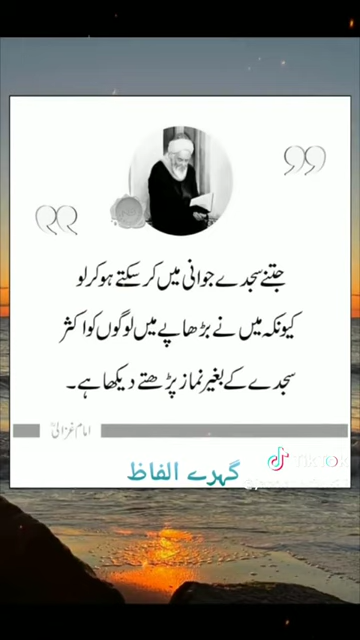 جتنے سجدے جوانی میں کر سکتے ہو کر لو
کیونکہ میں نے بڑھاپے میں لوگوں کو اکثر
سجدے کے بغیر نماز پڑھتے دیکھا ہے۔
امام غزالیؒ
گہرے الفاظ
TikTok